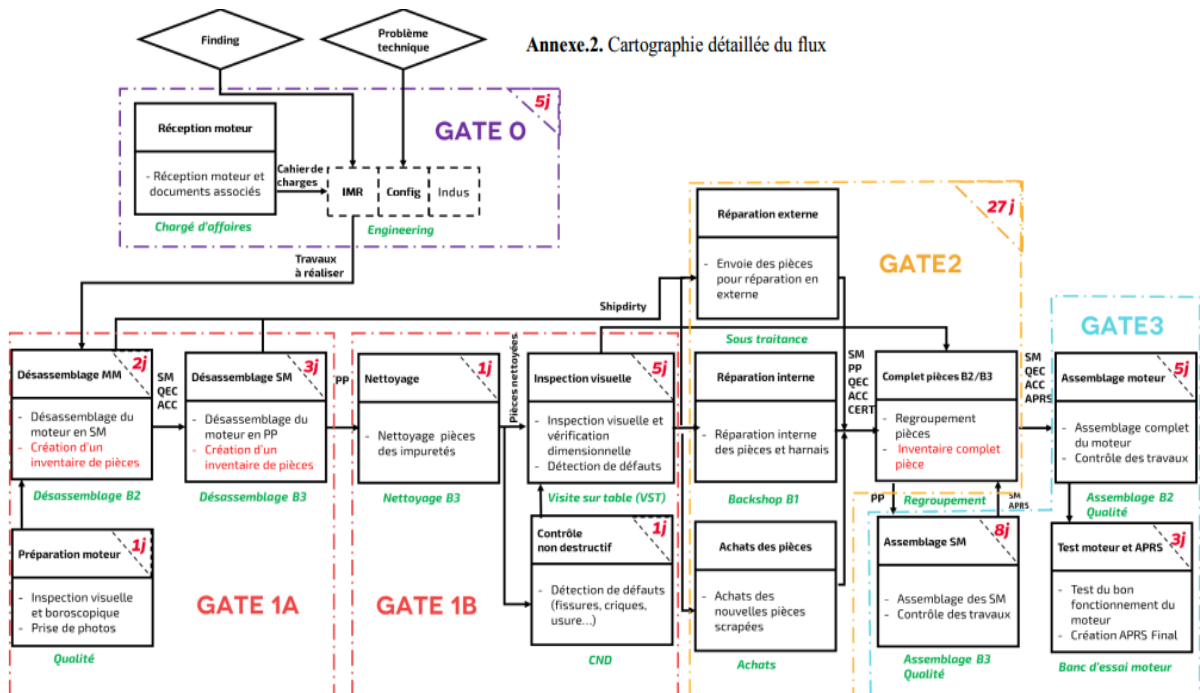 Annexe.2. Cartographie détaillée du flux
Finding
Problème
technique
GATE 0
5j
Réception moteur
- Réception moteur et
documents associés
Chargé d'affaires
Cahier de
charges
IMR
Config
Indus
Engineering
Travaux
à réaliser
Shipdirty
GATE 1A
Désassemblage MM
2j
- Désassemblage du
moteur en SM
- Création d'un
inventaire de pièces
Désassemblage B2
SM
QEC
ACC
Désassemblage SM
3j
- Désassemblage du
moteur en PP
- Création d'un
inventaire de pièces
Désassemblage B3
Préparation moteur
1j
- Inspection visuelle
et boroscopique
- Prise de photos
Qualité
PP
GATE 1B
Nettoyage
1j
- Nettoyage pièces
des impuretés
Nettoyage B3
Pièces nettoyées
Inspection visuelle
5j
- Inspection visuelle et
vérification
dimensionnelle
- Détection de défauts
Visite sur table (VST)
Contrôle
non destructif
1j
- Détection de défauts
(fissures, criques,
usure...)
CND
GATE2
27 j
Réparation externe
- Envoie des pièces
pour réparation en
externe
Sous traitance
Réparation interne
- Réparation interne
des pièces et harnais
Backshop B1
Achats des pièces
- Achats des
nouvelles pièces
scrapées
Achats
SM
PP
QEC
ACC
CERT
Complet pièces B2/B3
- Regroupement
pièces
- Inventaire complet
pièce
Regroupement
PP
SM
APRS
SM
QEC
ACC
APRS
GATE3
Assemblage SM
8j
- Assemblage des SM
- Contrôle des travaux
Assemblage B3
Qualité
Assemblage moteur
5j
- Assemblage complet
du moteur
- Contrôle des travaux
Assemblage B2
Qualité
Test moteur et APRS
3j
- Test du bon
fonctionnement du
moteur
- Création APRS Final
Banc d'essai moteur